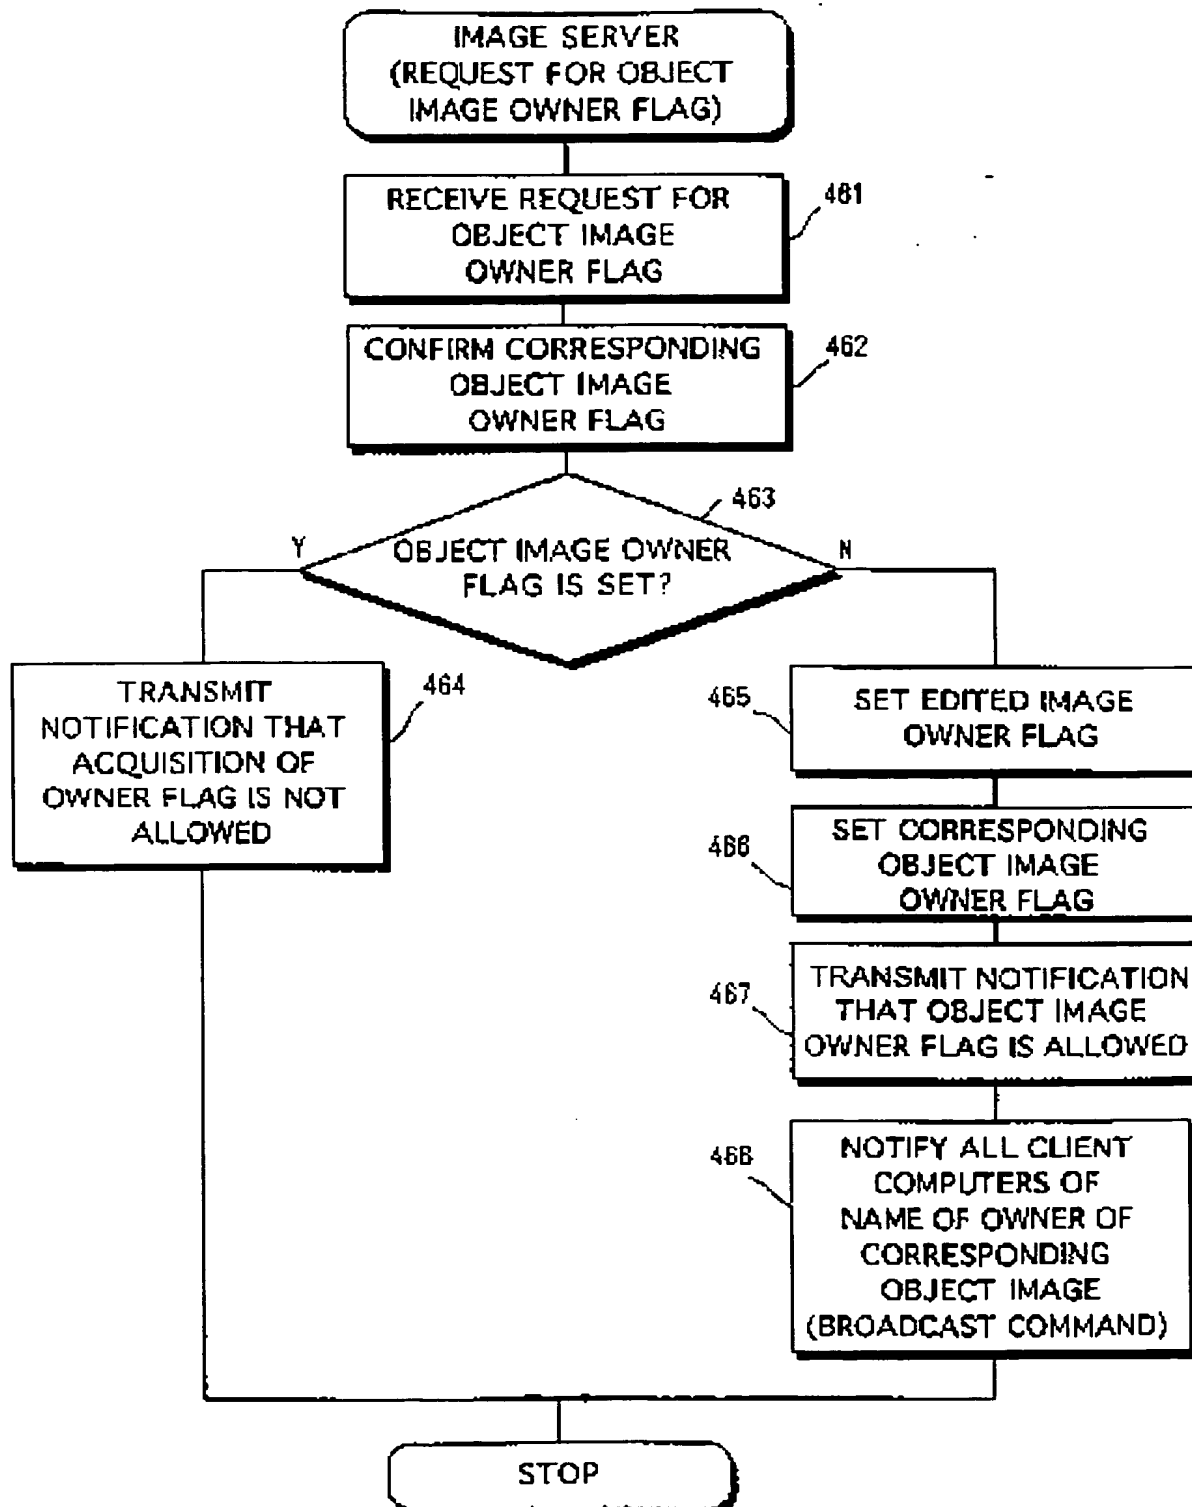 IMAGE SERVER
(REQUEST FOR OBJECT
IMAGE OWNER FLAG)
RECEIVE REQUEST FOR
OBJECT IMAGE
OWNER FLAG
461
CONFIRM CORRESPONDING
OBJECT IMAGE
OWNER FLAG
462
463
Y
OBJECT IMAGE OWNER
FLAG IS SET?
N
TRANSMIT
NOTIFICATION THAT
ACQUISITION OF
OWNER FLAG IS NOT
ALLOWED
464
465
SET EDITED IMAGE
OWNER FLAG
466
SET CORRESPONDING
OBJECT IMAGE
OWNER FLAG
467
TRANSMIT NOTIFICATION
THAT OBJECT IMAGE
OWNER FLAG IS ALLOWED
468
NOTIFY ALL CLIENT
COMPUTERS OF
NAME OF OWNER OF
CORRESPONDING
OBJECT IMAGE
(BROADCAST COMMAND)
STOP